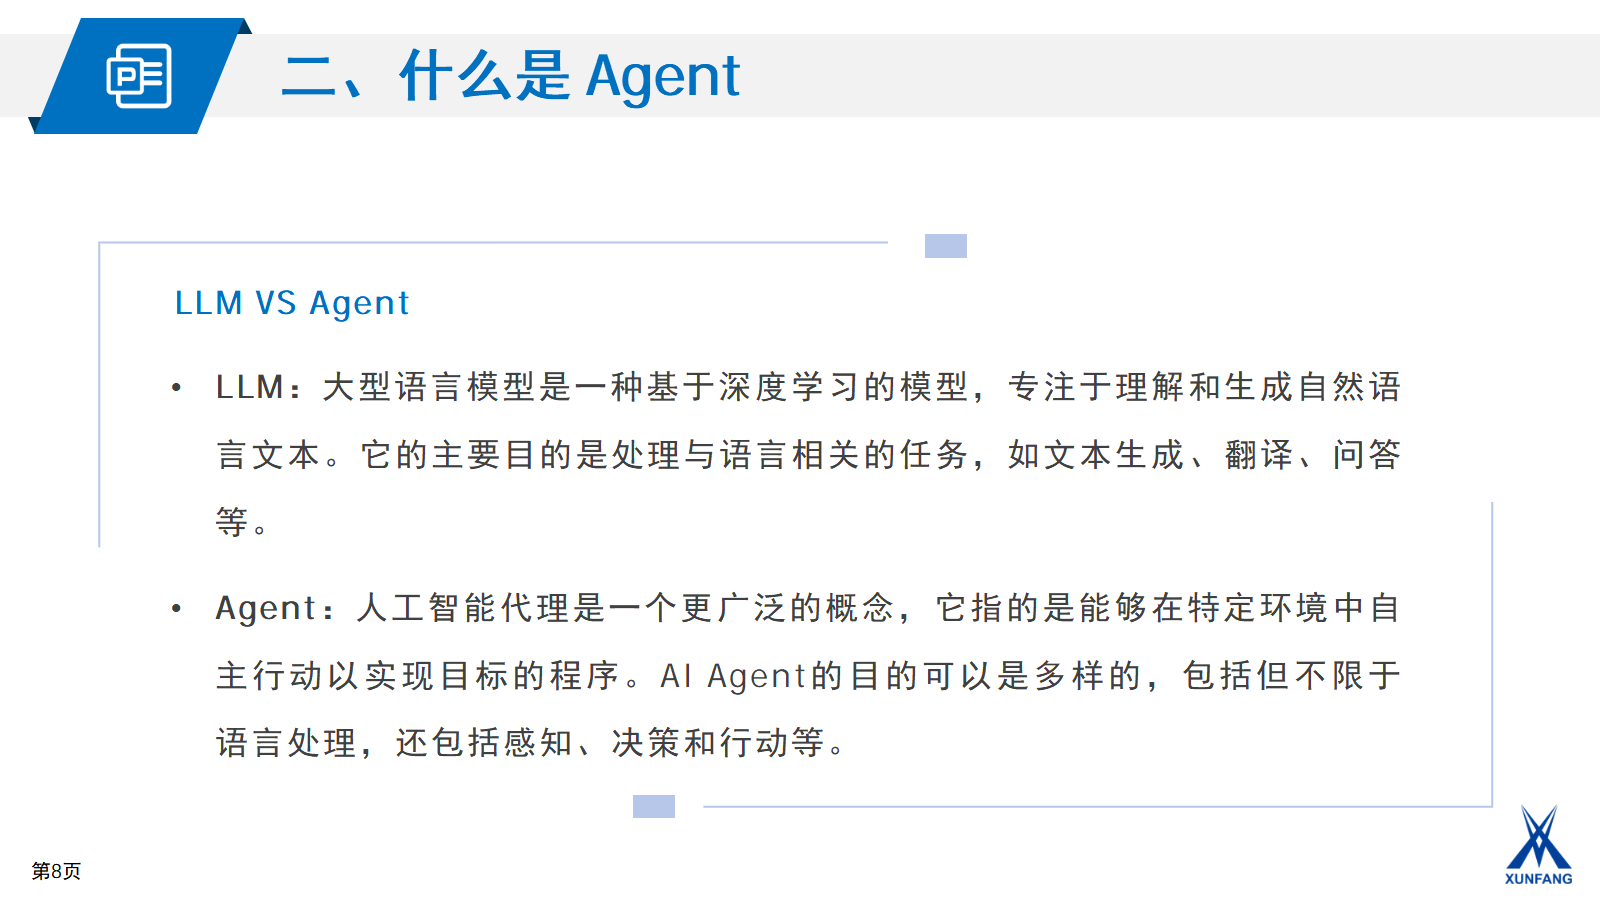 二、什么是 Agent
LLM VS Agent
• LLM：大型语言模型是一种基于深度学习的模型，专注于理解和生成自然语
言文本。它的主要目的是处理与语言相关的任务，如文本生成、翻译、问答
等。
• Agent：人工智能代理是一个更广泛的概念，它指的是能够在特定环境中自
主行动以实现目标的程序。AI Agent的目的可以是多样的，包括但不限于
语言处理，还包括感知、决策和行动等。
第8页
XUNFANG